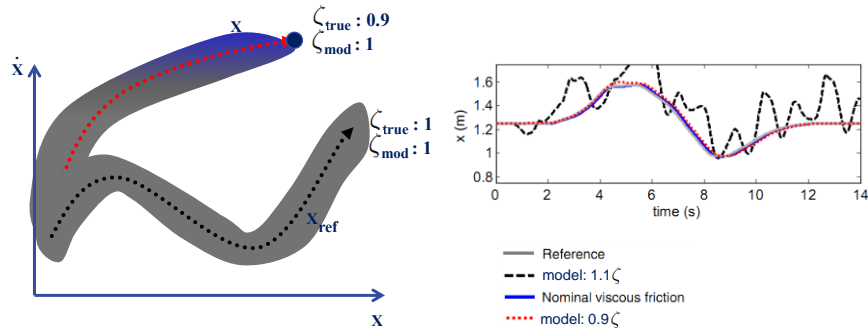 ζtrue : 0.9
ζmod : 1
X
Ẋ
ζtrue : 1
ζmod : 1
Xref
X
x (m)
1.6
1.4
1.2
1
0.8
0 2 4 6 8 10 12 14
time (s)
Reference
model: 1.1ζ
Nominal viscous friction
model: 0.9ζ